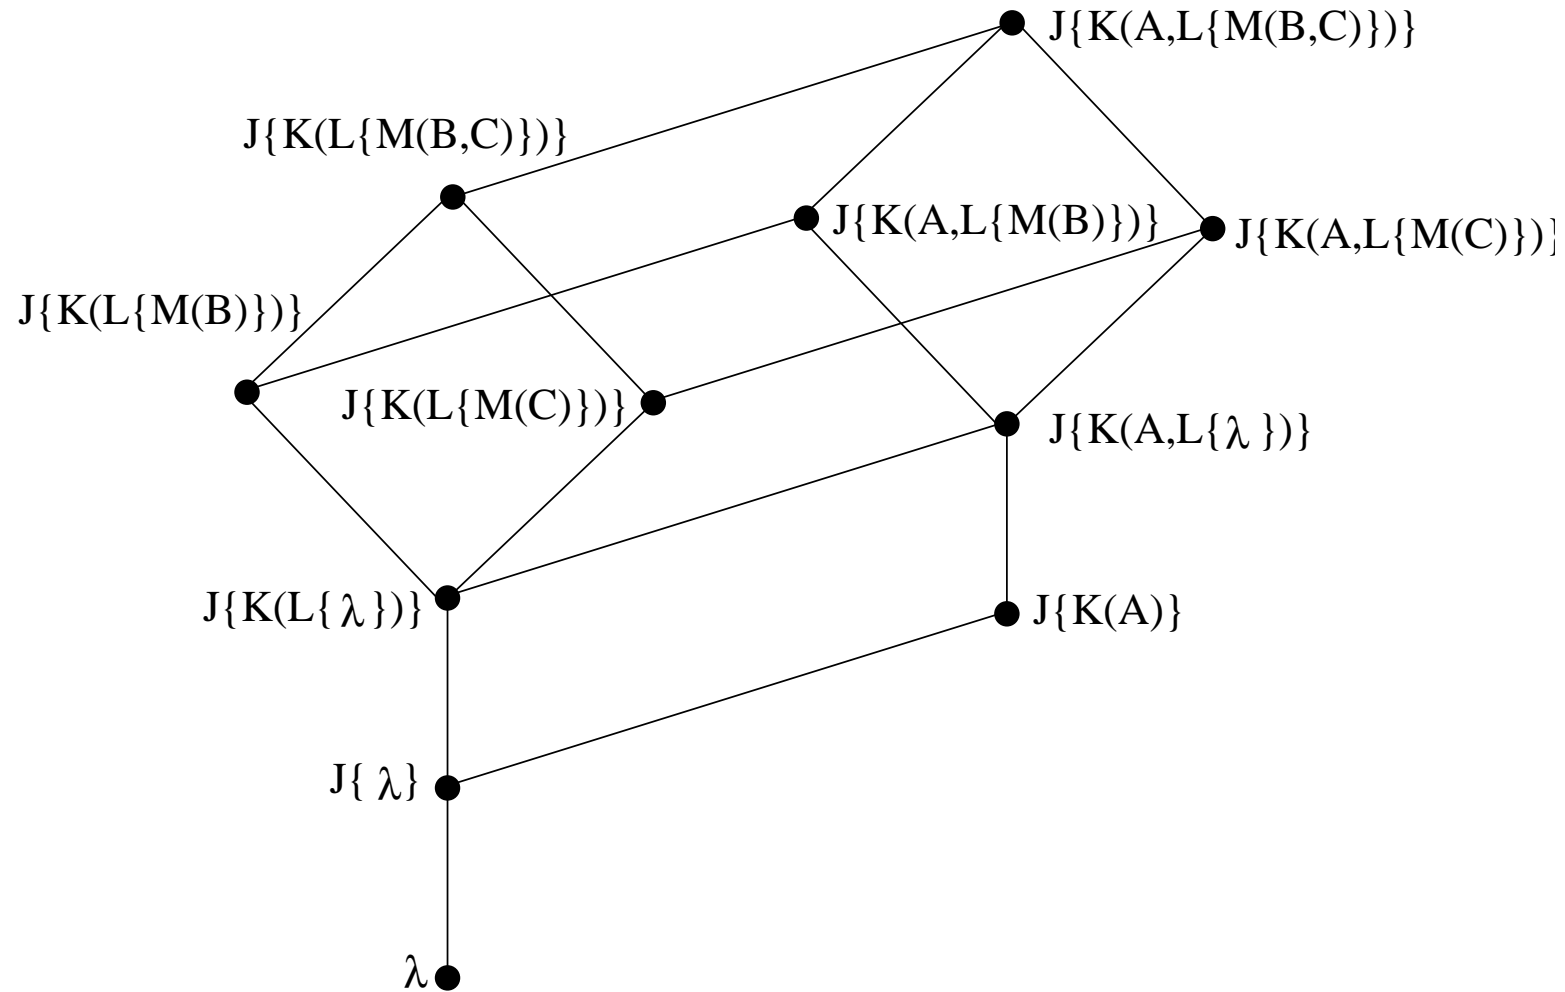 J{K(A,L{M(B,C)})}
J{K(L{M(B,C)})}
J{K(A,L{M(B)})}
J{K(A,L{M(C)})}
J{K(L{M(B)})}
J{K(L{M(C)})}
J{K(A,L{λ})}
J{K(L{λ})}
J{K(A)}
J{λ}
λ